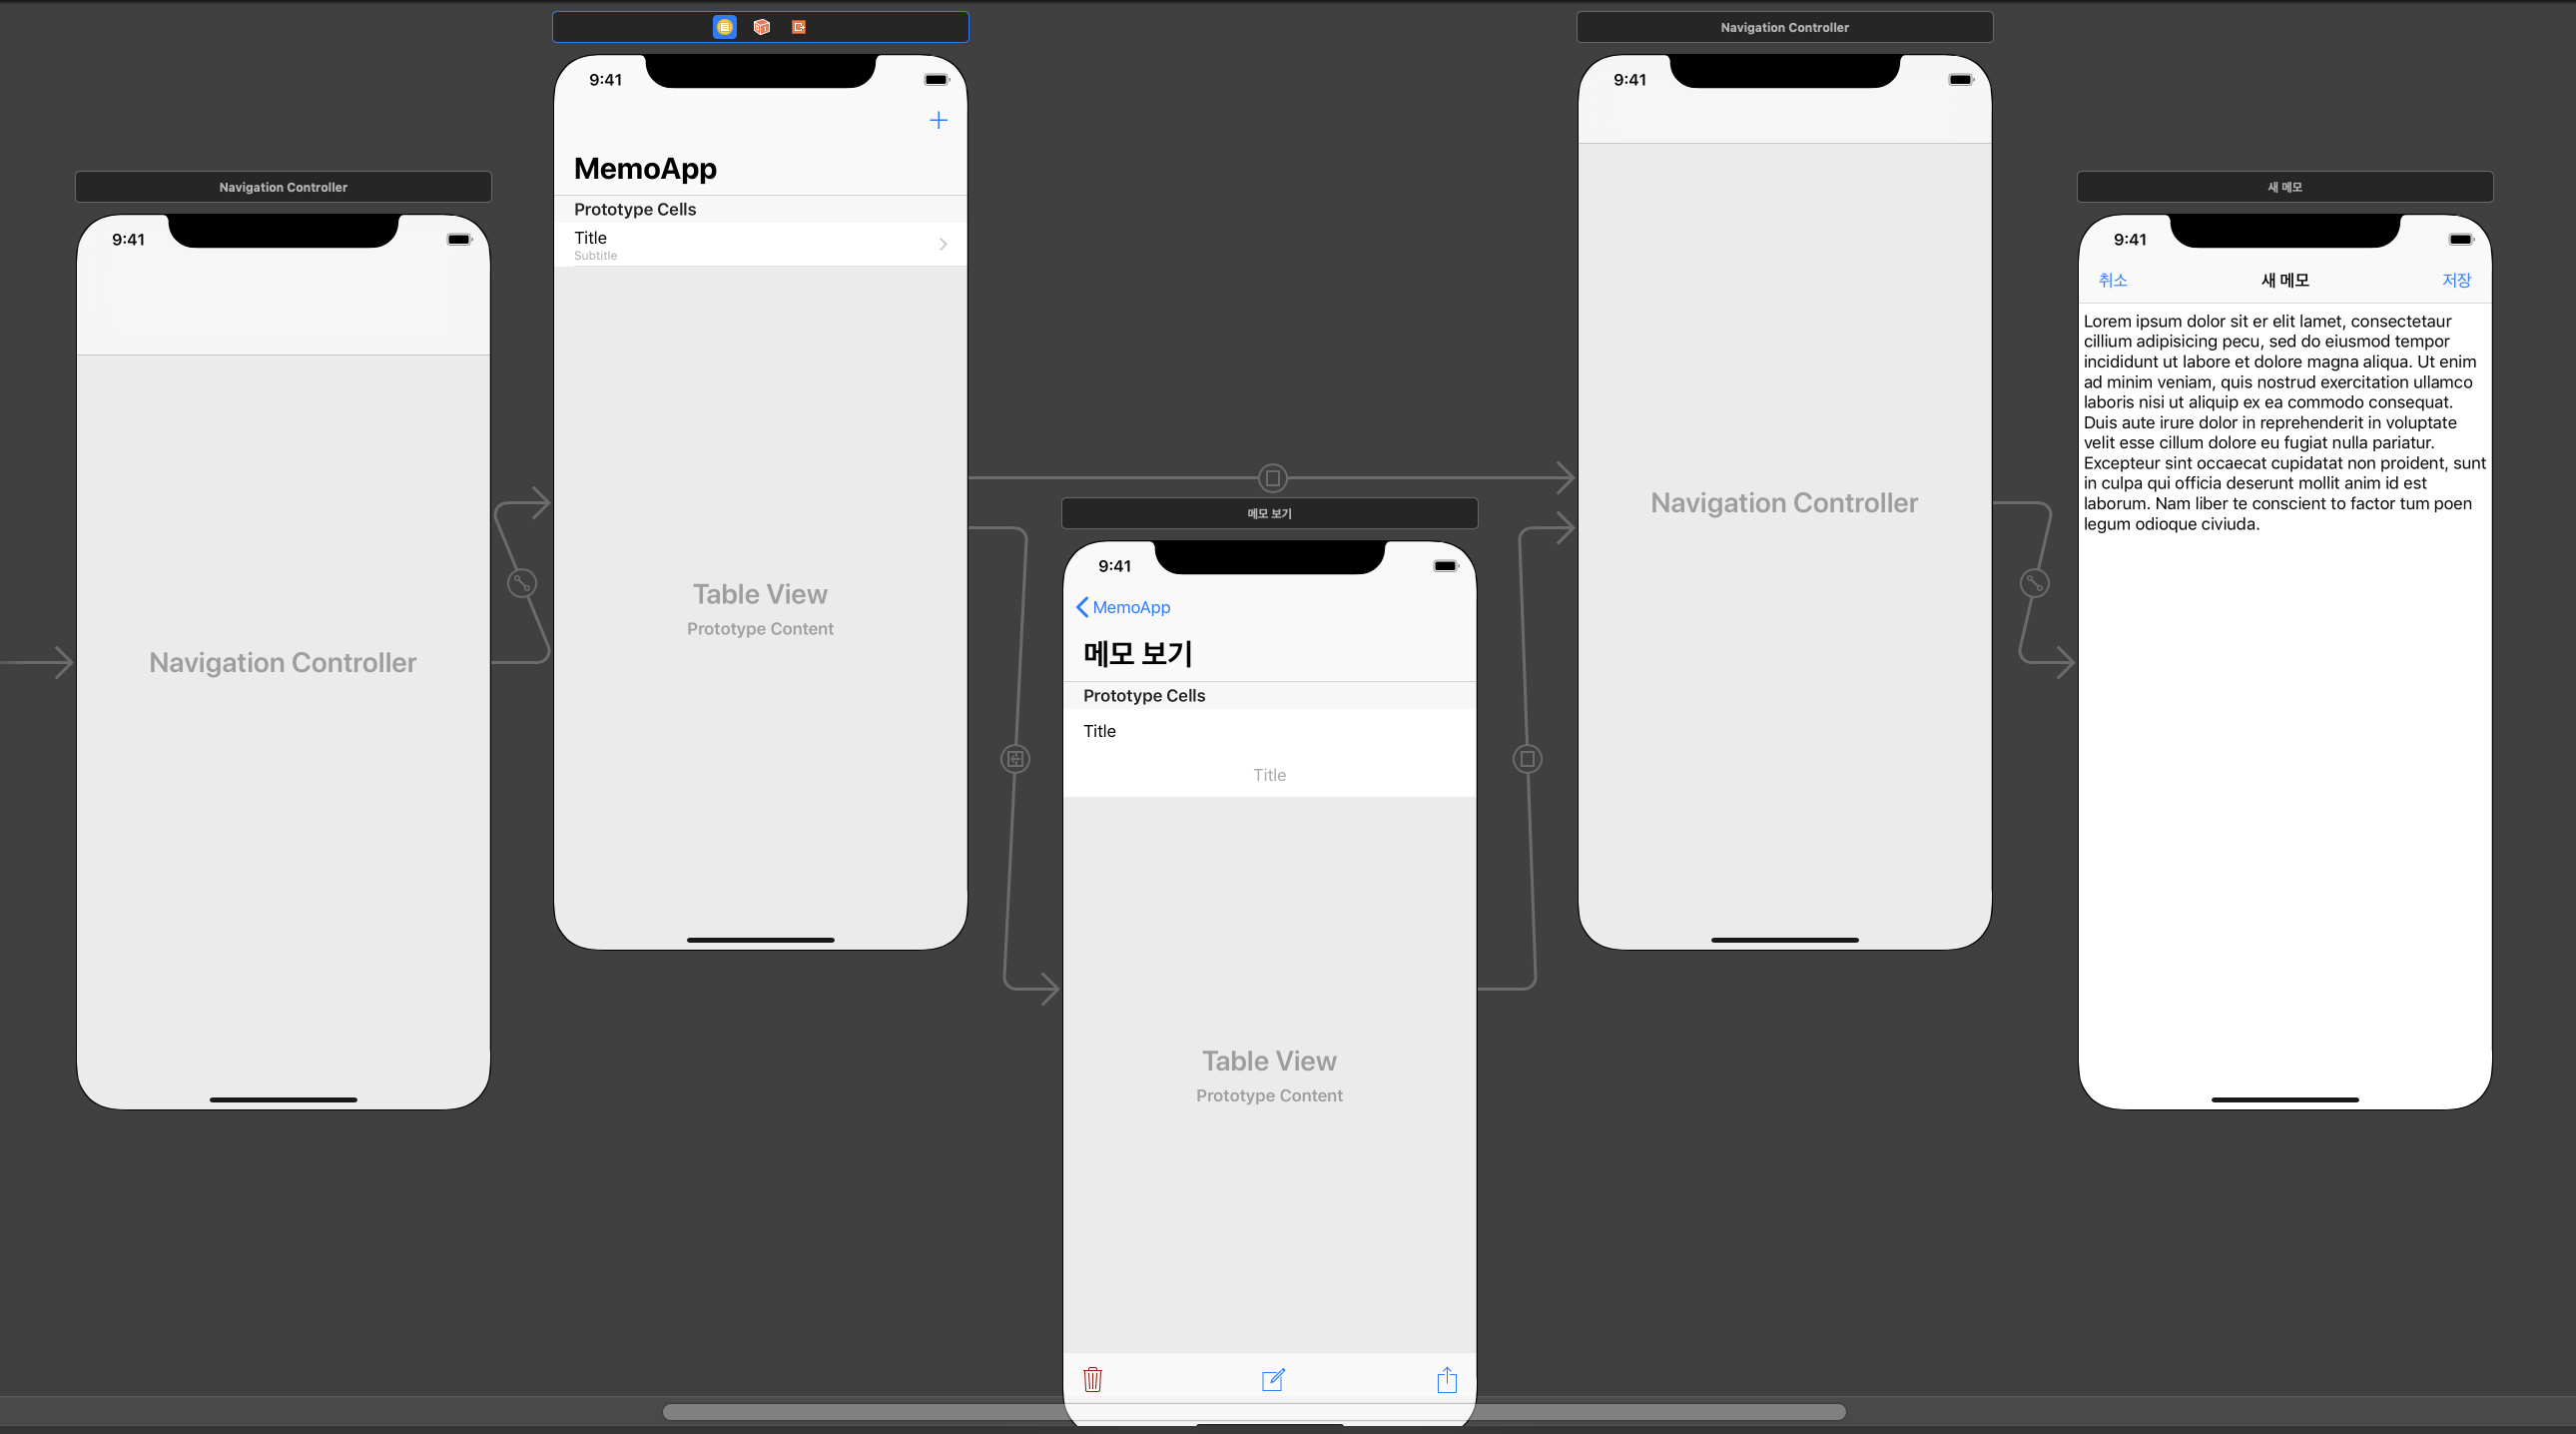 Navigation Controller
9:41
Navigation Controller
9:41
MemoApp
Prototype Cells
Title
Subtitle
Table View
Prototype Content
메모 보기
9:41
MemoApp
메모 보기
Prototype Cells
Title
Title
Table View
Prototype Content
Navigation Controller
9:41
Navigation Controller
새 메모
9:41
취소
새 메모
저장
Lorem ipsum dolor sit er elit lamet, consectetaur
cillium adipisicing pecu, sed do eiusmod tempor
incididunt ut labore et dolore magna aliqua. Ut enim
ad minim veniam, quis nostrud exercitation ullamco
laboris nisi ut aliquip ex ea commodo consequat.
Duis aute irure dolor in reprehenderit in voluptate
velit esse cillum dolore eu fugiat nulla pariatur.
Excepteur sint occaecat cupidatat non proident, sunt
in culpa qui officia deserunt mollit anim id est
laborum. Nam liber te conscient to factor tum poen
legum odioque civiuda.